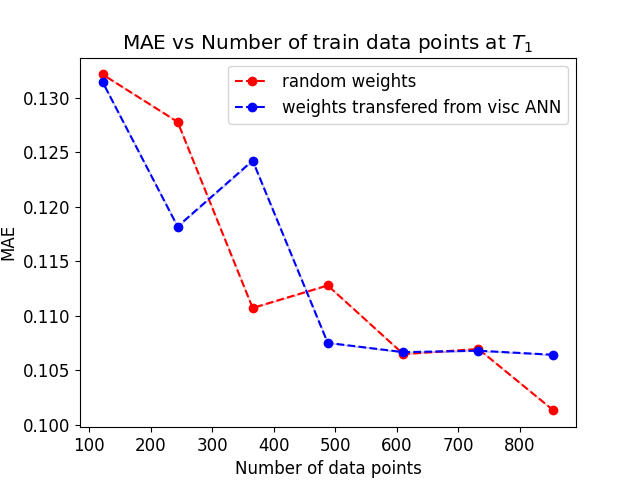 MAE vs Number of train data points at T₁
random weights
weights transfered from visc ANN
0.130
0.125
0.120
0.115
0.110
0.105
0.100
MAE
100 200 300 400 500 600 700 800
Number of data points